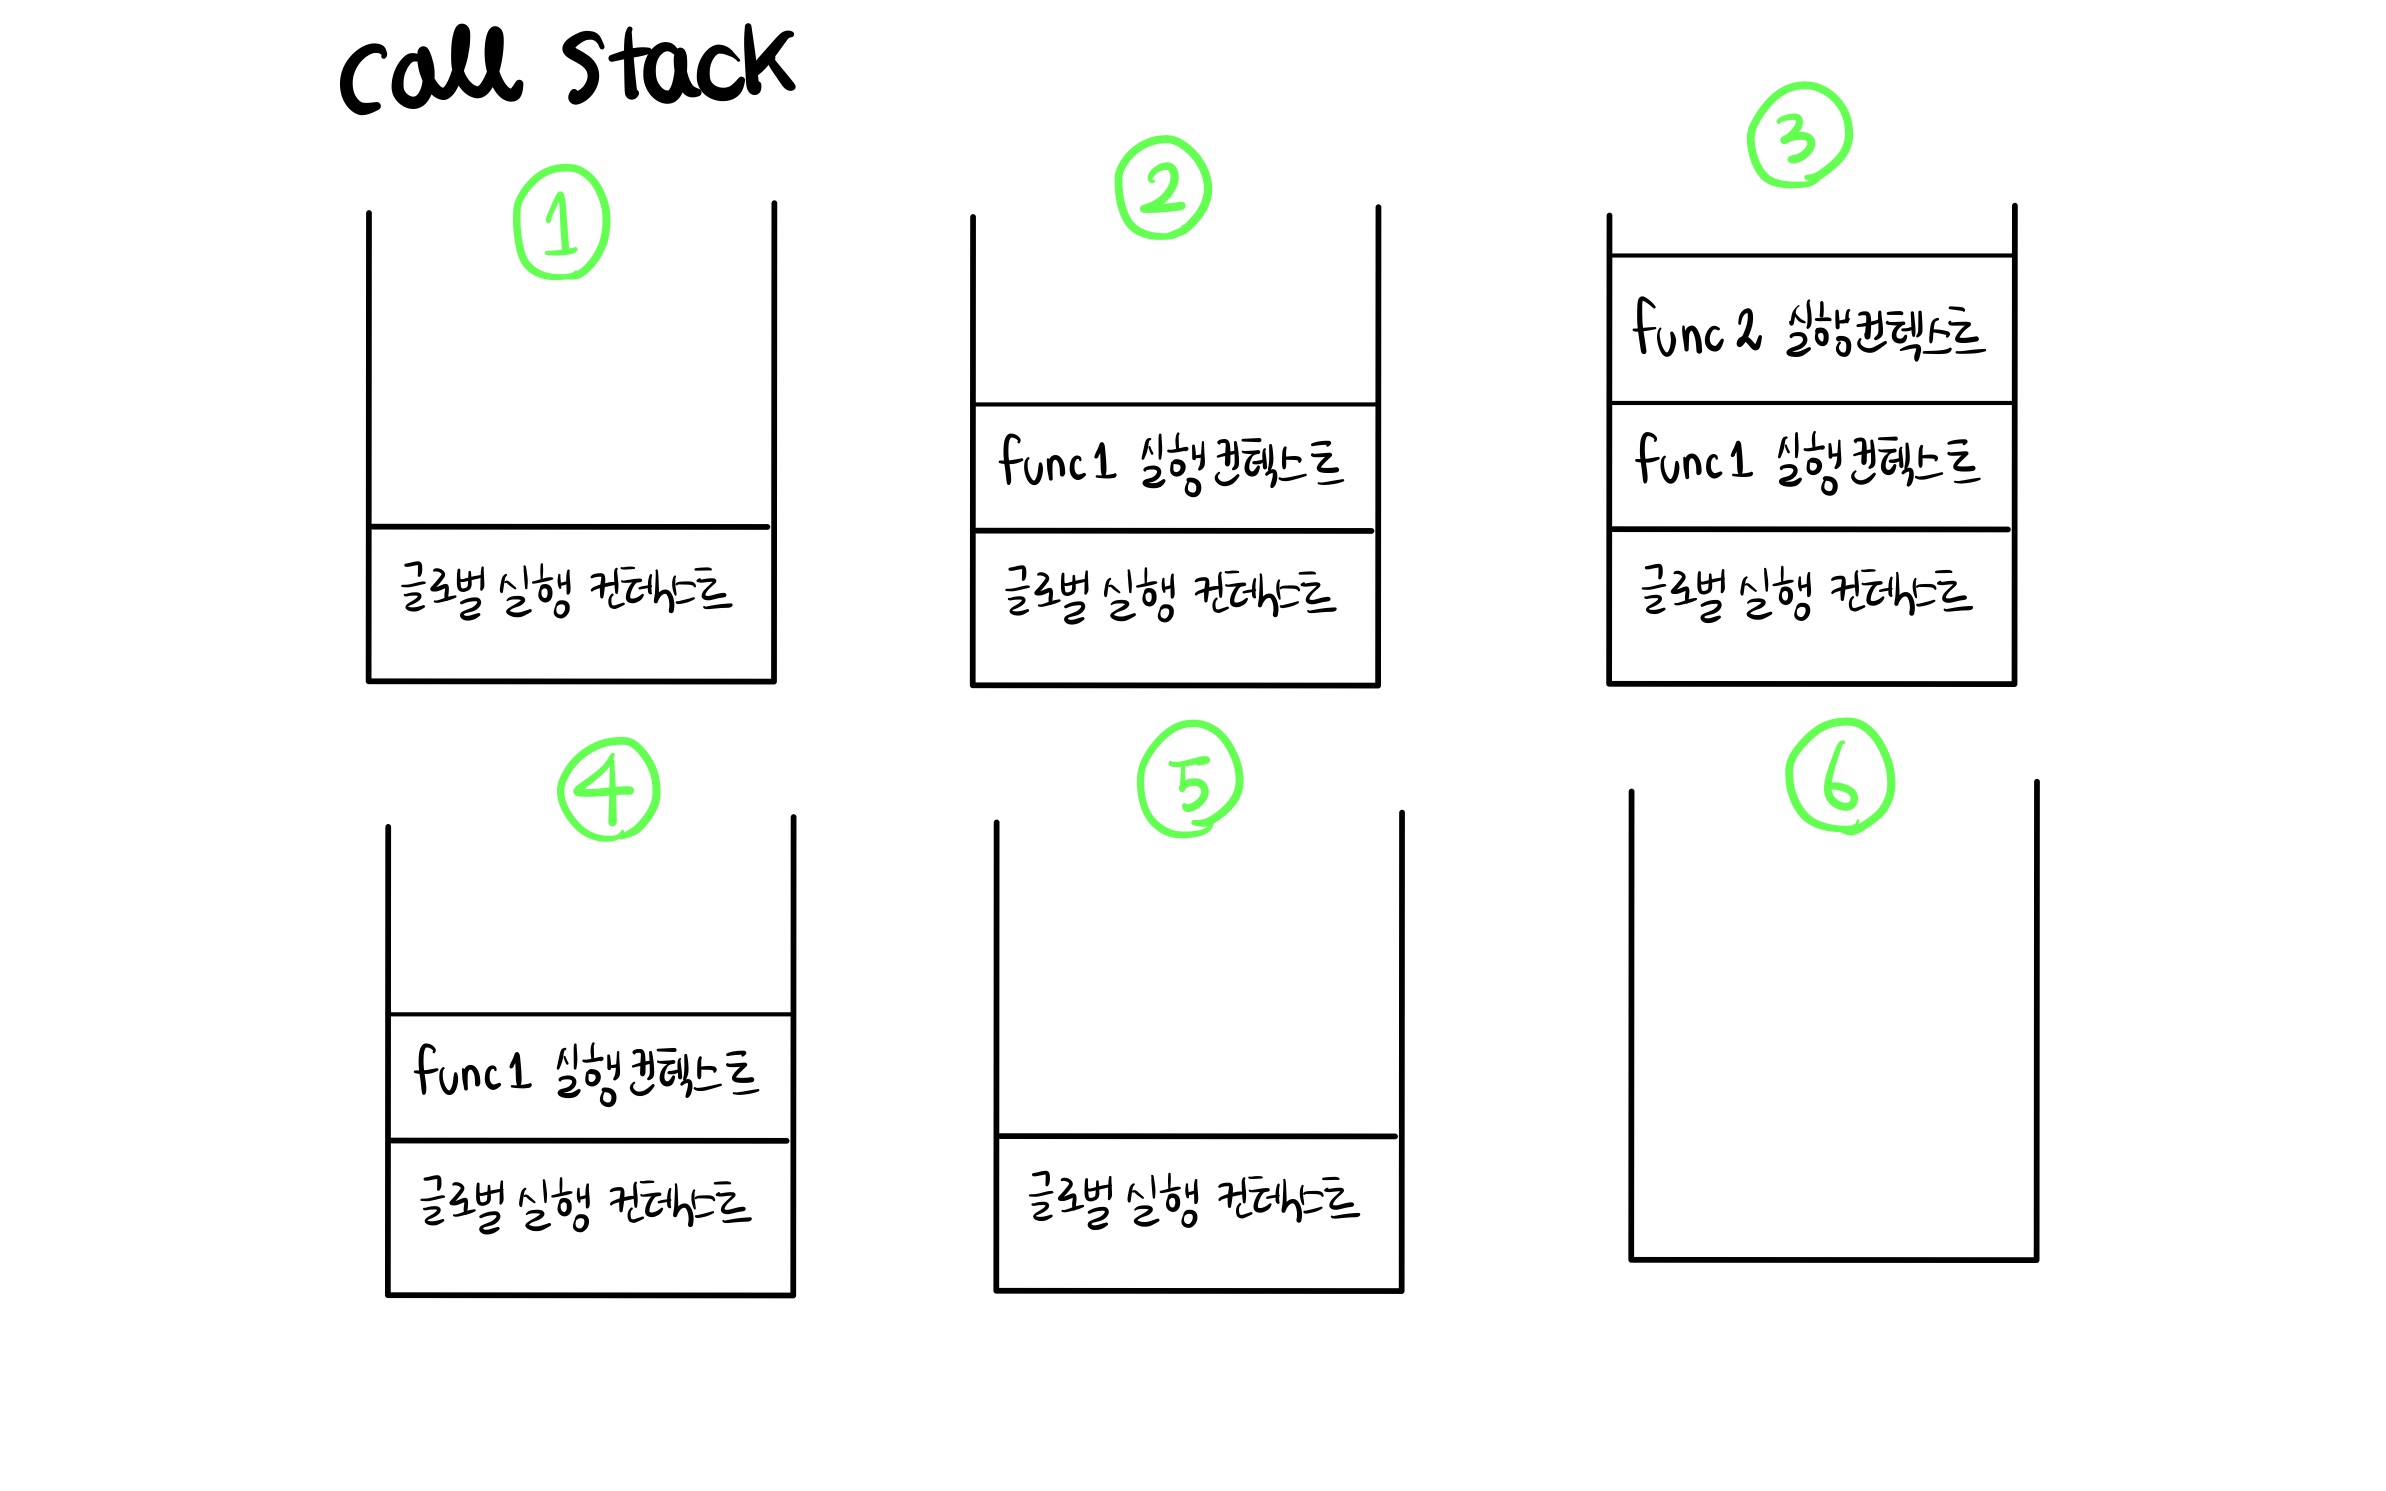 call stack
1
2
3
글로벌 실행 컨텍스트
func1 실행 컨텍스트
글로벌 실행 컨텍스트
func2 실행 컨텍스트
func1 실행 컨텍스트
글로벌 실행 컨텍스트
4
5
6
func1 실행 컨텍스트
글로벌 실행 컨텍스트
글로벌 실행 컨텍스트